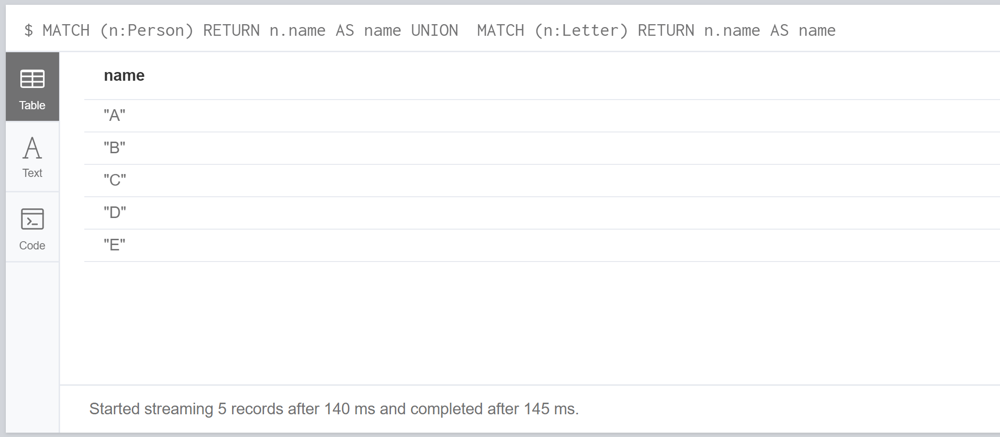 $ MATCH (n:Person) RETURN n.name AS name UNION  MATCH (n:Letter) RETURN n.name AS name
name
Table
"A"
"B"
Text
"C"
"D"
Code
"E"
Started streaming 5 records after 140 ms and completed after 145 ms.